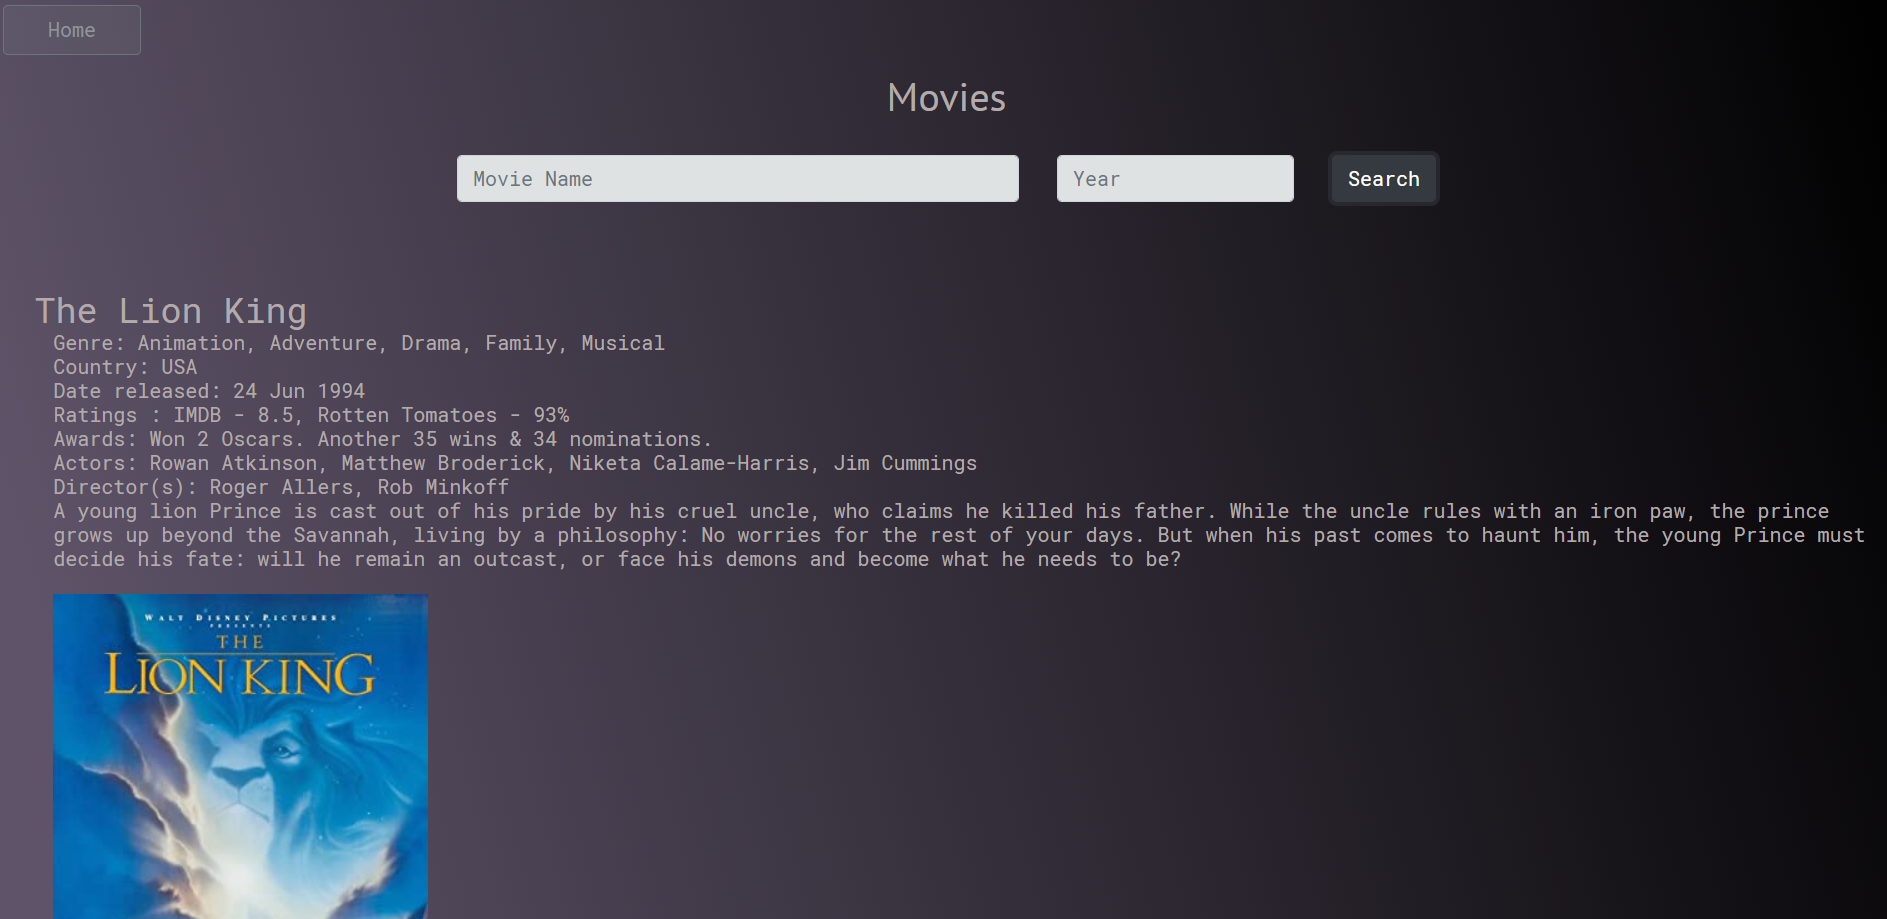 Home
Movies
Movie Name
Year
Search
The Lion King
Genre: Animation, Adventure, Drama, Family, Musical
Country: USA
Date released: 24 Jun 1994
Ratings : IMDB - 8.5, Rotten Tomatoes - 93%
Awards: Won 2 Oscars. Another 35 wins & 34 nominations.
Actors: Rowan Atkinson, Matthew Broderick, Niketa Calame-Harris, Jim Cummings
Director(s): Roger Allers, Rob Minkoff
A young lion Prince is cast out of his pride by his cruel uncle, who claims he killed his father. While the uncle rules with an iron paw, the prince
grows up beyond the Savannah, living by a philosophy: No worries for the rest of your days. But when his past comes to haunt him, the young Prince must
decide his fate: will he remain an outcast, or face his demons and become what he needs to be?
WALT DISNEY PICTURES
PRESENTS
THE
LION KING